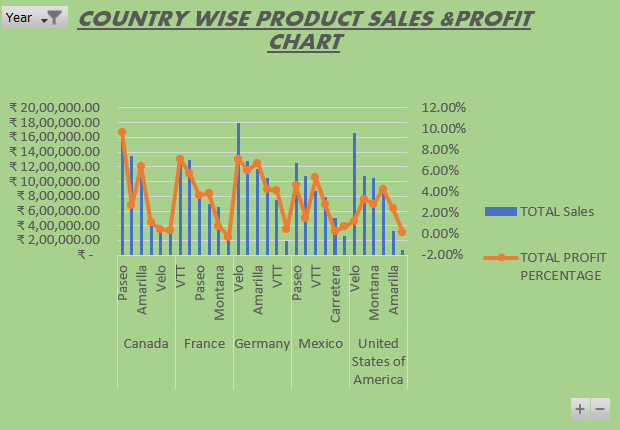 Year
COUNTRY WISE PRODUCT SALES &PROFIT
CHART
₹ 20,00,000.00
₹ 18,00,000.00
₹ 16,00,000.00
₹ 14,00,000.00
₹ 12,00,000.00
₹ 10,00,000.00
₹ 8,00,000.00
₹ 6,00,000.00
₹ 4,00,000.00
₹ 2,00,000.00
₹ -
12.00%
10.00%
8.00%
6.00%
4.00%
2.00%
0.00%
-2.00%
Paseo
Amarilla
Velo
VTT
Paseo
Montana
Velo
Amarilla
VTT
Paseo
VTT
Carretera
Velo
Montana
Amarilla
Canada
France
Germany
Mexico
United
States of
America
TOTAL Sales
TOTAL PROFIT
PERCENTAGE
+ −